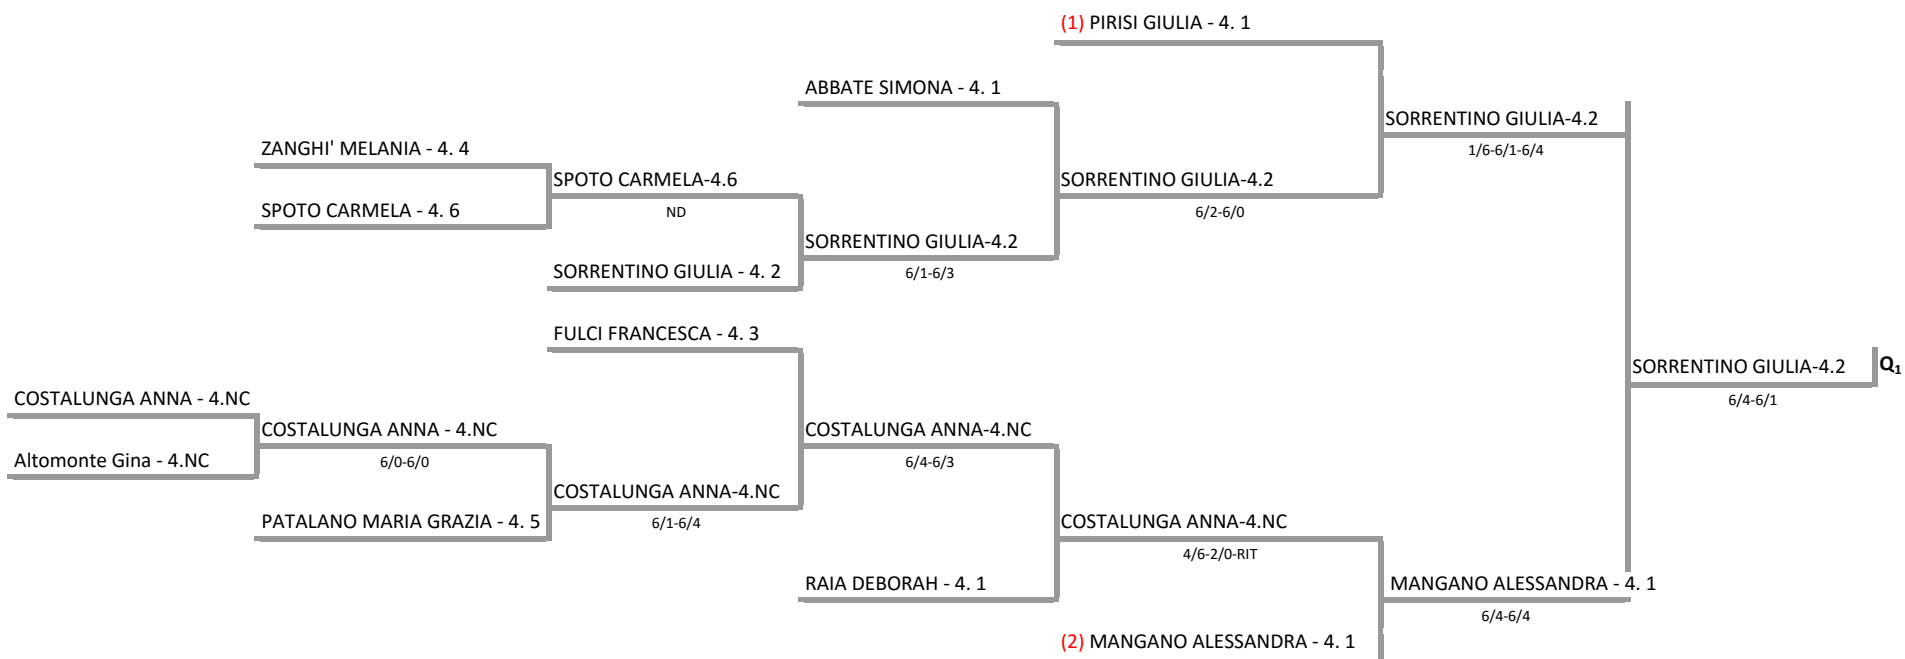 (1) PIRISI GIULIA - 4. 1
ABBATE SIMONA - 4. 1
SORRENTINO GIULIA-4.2
1/6-6/1-6/4
ZANGHI' MELANIA - 4. 4
SPOTO CARMELA-4.6
ND
SORRENTINO GIULIA-4.2
6/2-6/0
SPOTO CARMELA - 4. 6
SORRENTINO GIULIA-4.2
6/1-6/3
SORRENTINO GIULIA - 4. 2
FULCI FRANCESCA - 4. 3
SORRENTINO GIULIA-4.2
Q₁
6/4-6/1
COSTALUNGA ANNA - 4.NC
COSTALUNGA ANNA - 4.NC
6/0-6/0
COSTALUNGA ANNA-4.NC
6/4-6/3
Altomonte Gina - 4.NC
COSTALUNGA ANNA-4.NC
6/1-6/4
PATALANO MARIA GRAZIA - 4. 5
COSTALUNGA ANNA-4.NC
4/6-2/0-RIT
RAIA DEBORAH - 4. 1
MANGANO ALESSANDRA - 4. 1
6/4-6/4
(2) MANGANO ALESSANDRA - 4. 1